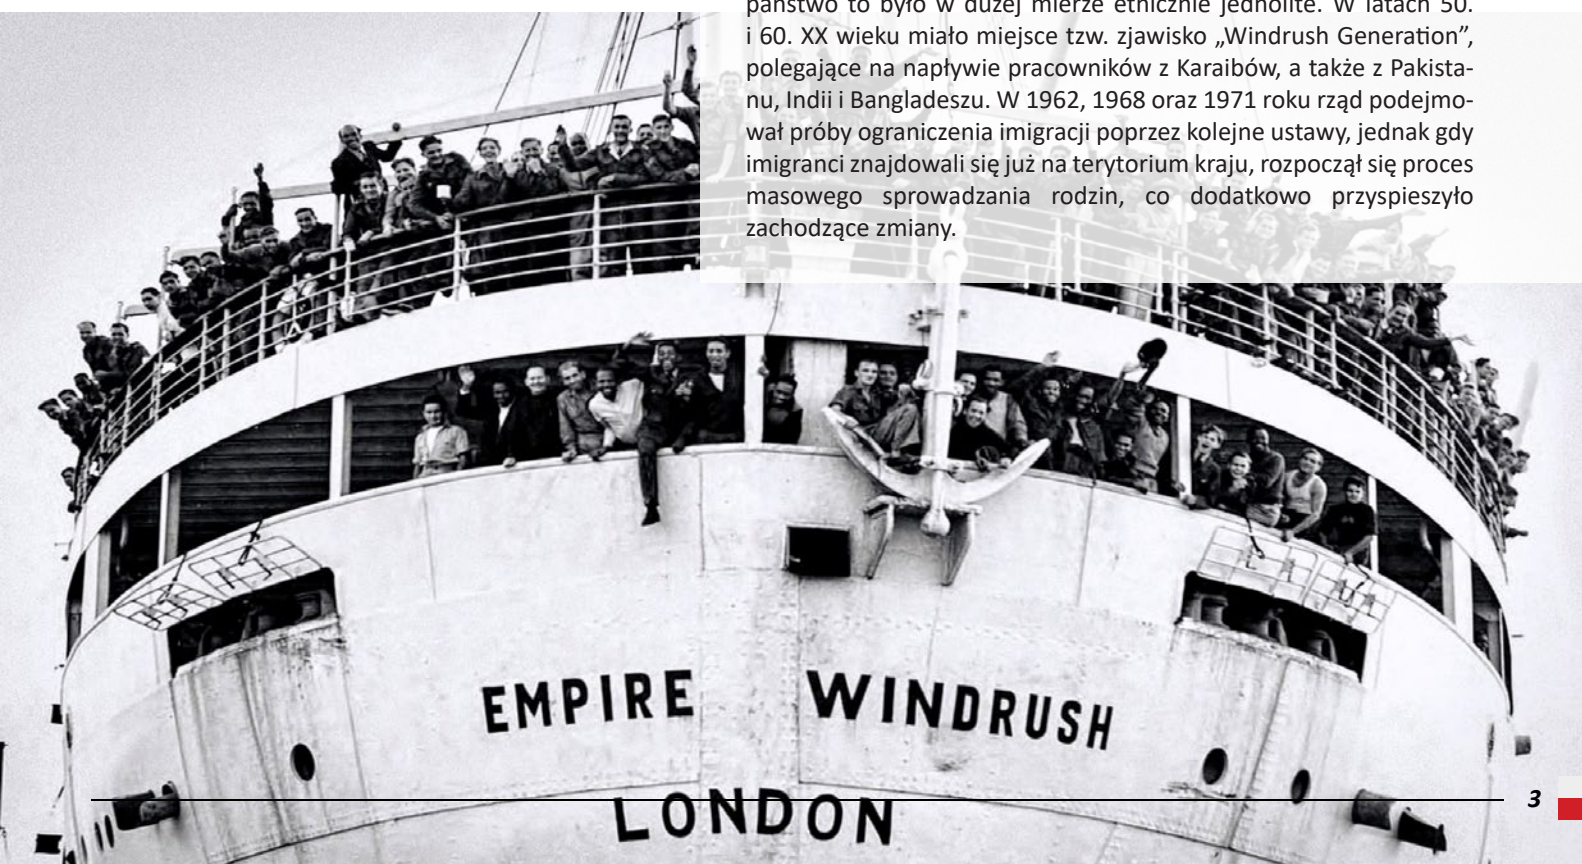 państwo to było w dużej mierze etnicznie jednolite. W latach 50.
i 60. XX wieku miało miejsce tzw. zjawisko „Windrush Generation”,
polegające na napływie pracowników z Karaibów, a także z Pakista-
nu, Indii i Bangladeszu. W 1962, 1968 oraz 1971 roku rząd podejmo-
wał próby ograniczenia imigracji poprzez kolejne ustawy, jednak gdy
imigranci znajdowali się już na terytorium kraju, rozpoczął się proces
masowego sprowadzania rodzin, co dodatkowo przyspieszyło
zachodzące zmiany.
EMPIRE WINDRUSH
LONDON
3